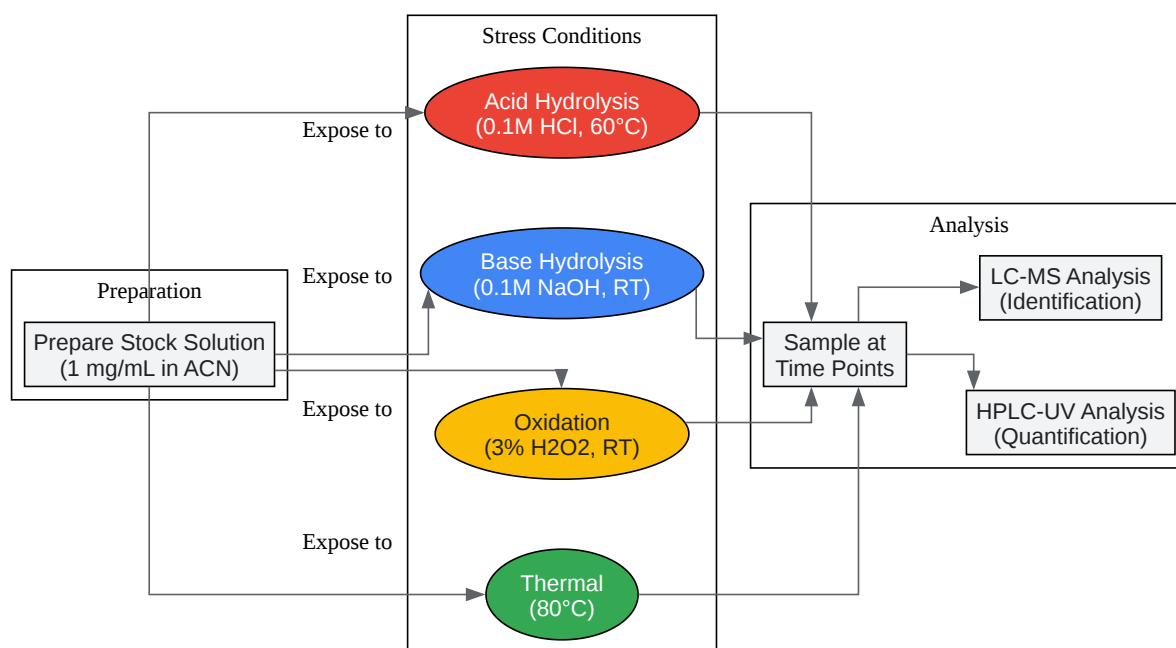 Stress Conditions
Acid Hydrolysis
(0.1M HCl, 60°C)
Expose to
Base Hydrolysis
(0.1M NaOH, RT)
Expose to
Preparation
Prepare Stock Solution
(1 mg/mL in ACN)
Expose to
Oxidation
(3% H2O2, RT)
Expose to
Thermal
(80°C)
Analysis
Sample at
Time Points
LC-MS Analysis
(Identification)
HPLC-UV Analysis
(Quantification)